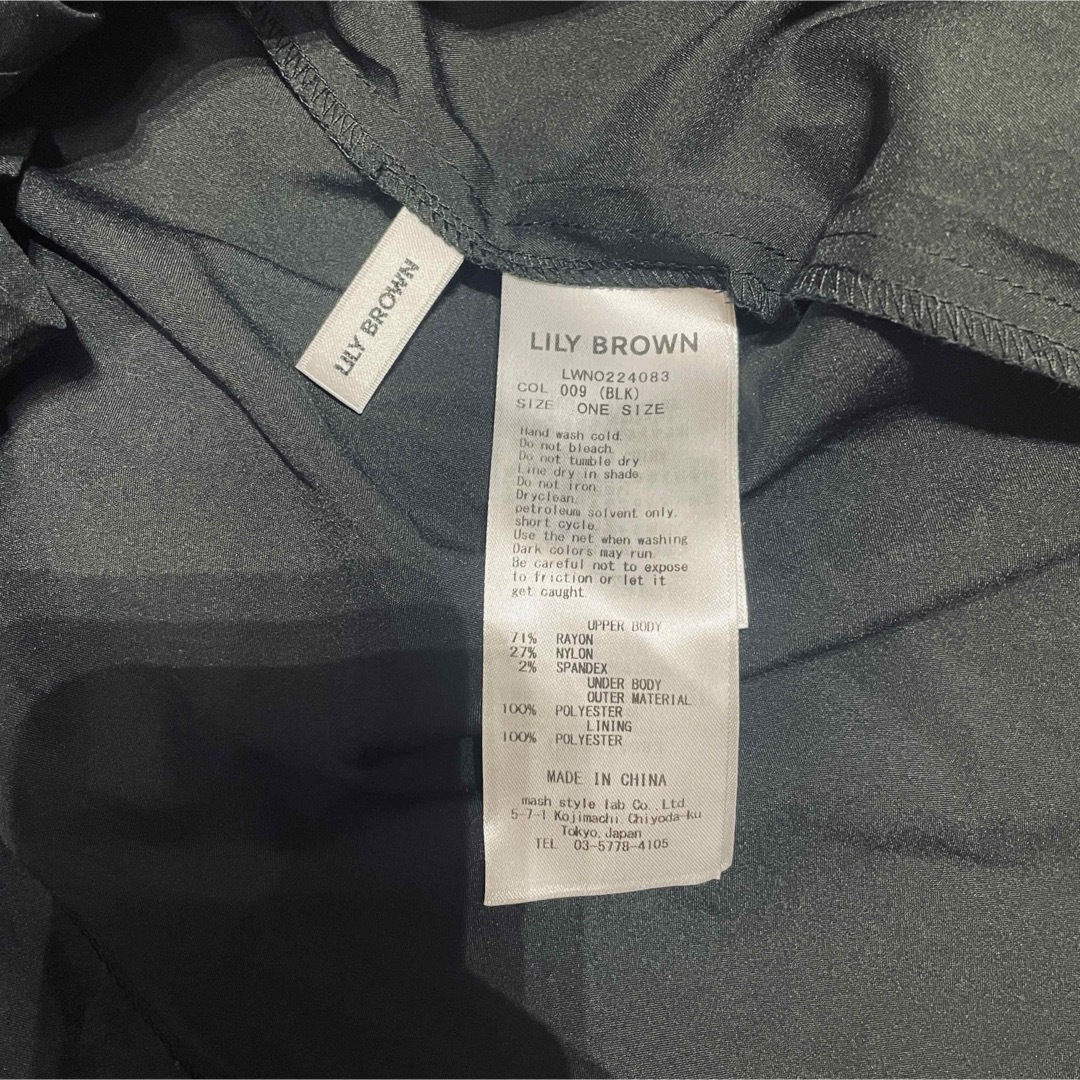 LILY BROWN
LILY BROWN
LWNO224083
COL 009 (BLK)
SIZE ONE SIZE
Hand wash cold.
Do not bleach.
Do not tumble dry.
Line dry in shade.
Do not iron.
Dryclean.
petroleum solvent only.
short cycle.
Use the net when washing
Dark colors may run.
Be careful not to expose
to friction or let it
get caught.
UPPER BODY
71% RAYON
27% NYLON
2% SPANDEX
UNDER BODY
OUTER MATERIAL
100% POLYESTER
LINING
100% POLYESTER
MADE IN CHINA
mash style lab Co., Ltd.
5-7-1 Kojimachi Chiyoda-ku
Tokyo, Japan
TEL 03-5778-4105